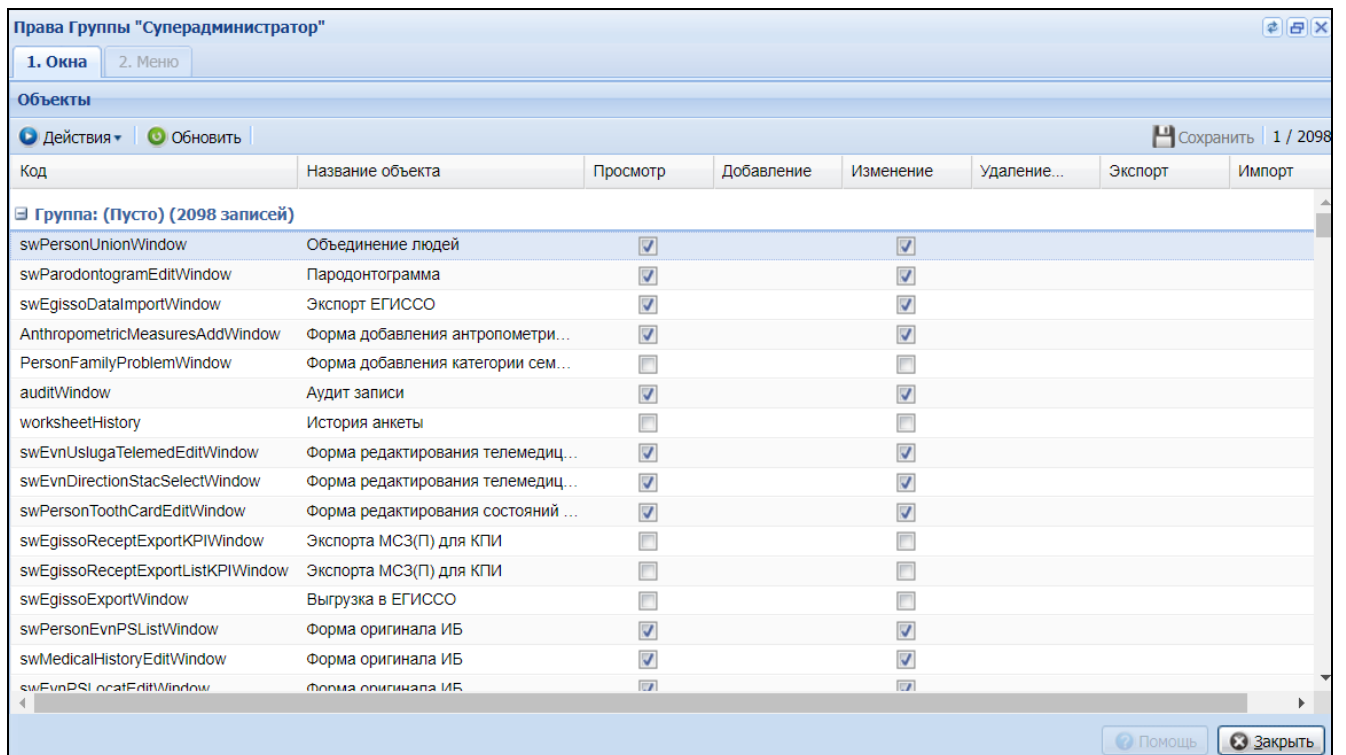 Права Группы "Суперадминистратор"
1. Окна 2. Меню
Объекты
Действия Обновить Сохранить 1 / 2098
Код Название объекта Просмотр Добавление Изменение Удаление... Экспорт Импорт
Группа: (Пусто) (2098 записей)
swPersonUnionWindow Объединение людей
swParodontogramEditWindow Пародонтограмма
swEgissoDataImportWindow Экспорт ЕГИССО
AnthropometricMeasuresAddWindow Форма добавления антропометри...
PersonFamilyProblemWindow Форма добавления категории сем...
auditWindow Аудит записи
worksheetHistory История анкеты
swEvnUslugaTelemedEditWindow Форма редактирования телемедиц...
swEvnDirectionStacSelectWindow Форма редактирования телемедиц...
swPersonToothCardEditWindow Форма редактирования состояний ...
swEgissoReceptExportKPIWindow Экспорта МСЗ(П) для КПИ
swEgissoReceptExportListKPIWindow Экспорта МСЗ(П) для КПИ
swEgissoExportWindow Выгрузка в ЕГИССО
swPersonEvnPSListWindow Форма оригинала ИБ
swMedicalHistoryEditWindow Форма оригинала ИБ
swEvnPSLocatEditWindow Форма оригинала ИБ
Помощь Закрыть